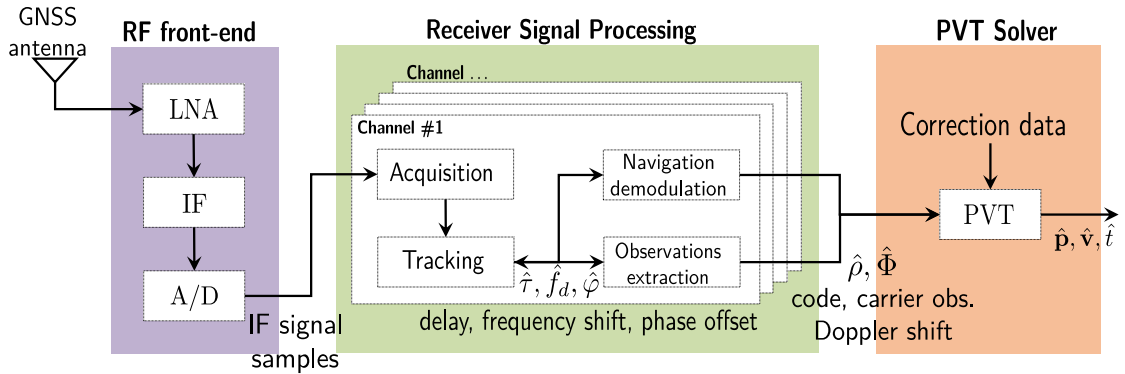 GNSS
antenna
RF front-end
LNA
IF
A/D
IF signal
samples
Receiver Signal Processing
Channel ...
Channel #1
Acquisition
Tracking
Navigation
demodulation
Observations
extraction
τ̂, f̂_d, φ̂
delay, frequency shift, phase offset
ρ̂, Φ̂
code, carrier obs.
Doppler shift
PVT Solver
Correction data
PVT
p̂, v̂, t̂